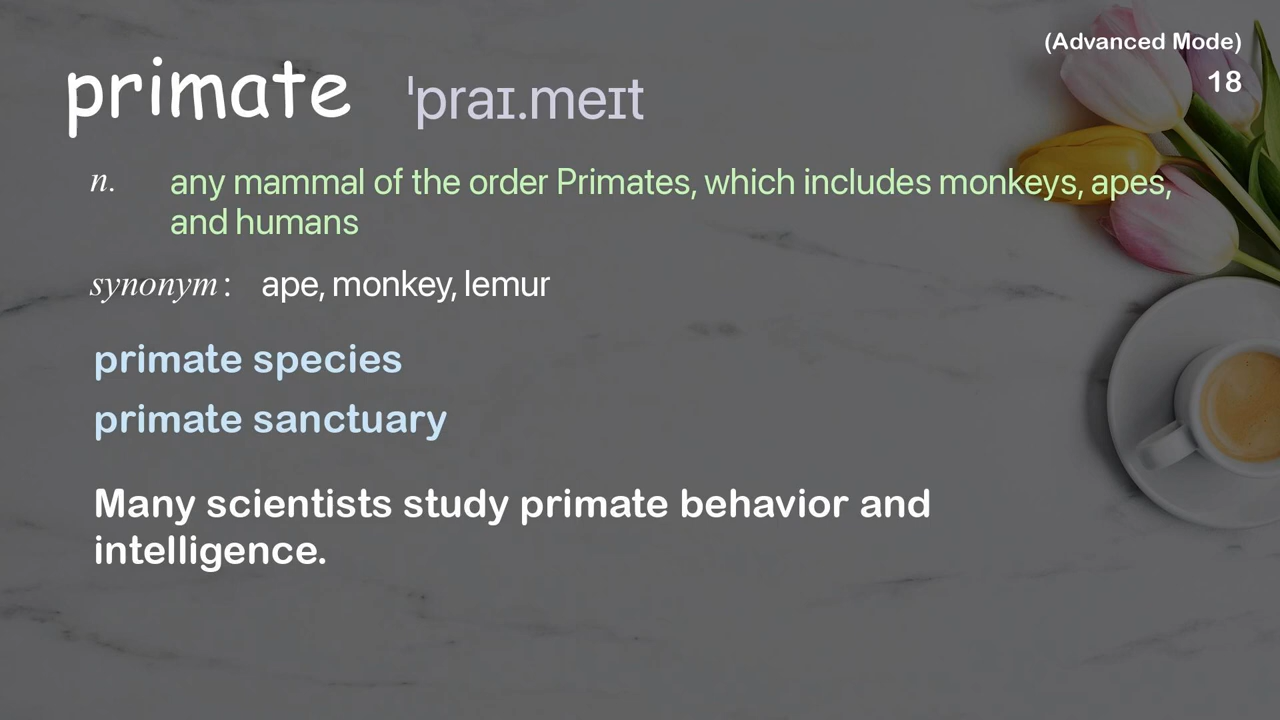 (Advanced Mode)
18
primate ˈpraɪ.meɪt
n. any mammal of the order Primates, which includes monkeys, apes,
and humans
synonym: ape, monkey, lemur
primate species
primate sanctuary
Many scientists study primate behavior and
intelligence.